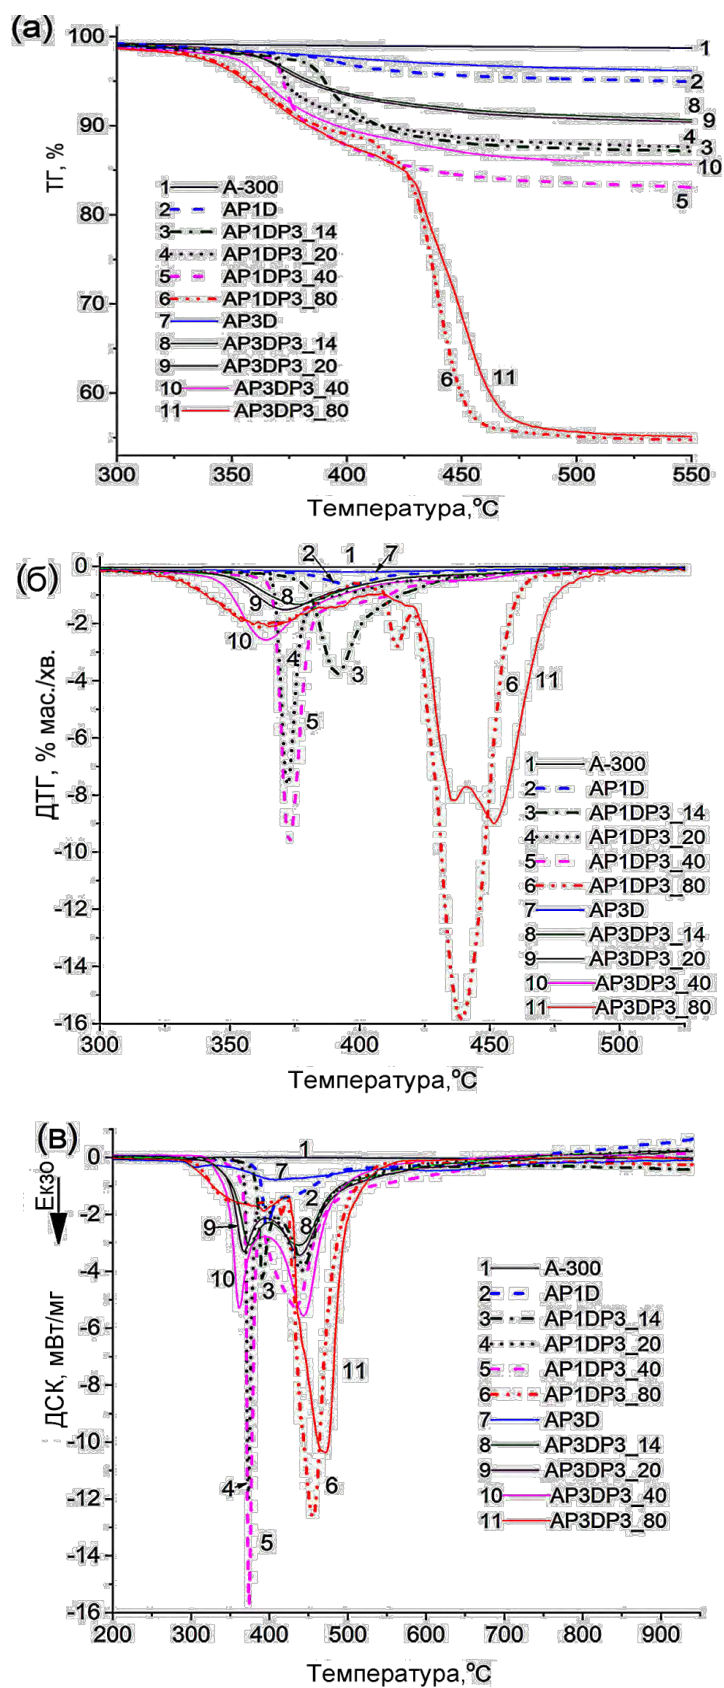 (а)
100
90
80
70
60
ТГ, %
1
2
8
9
4
3
10
5
6
11
1 А-300
2 AP1D
3 AP1DP3_14
4 AP1DP3_20
5 AP1DP3_40
6 AP1DP3_80
7 AP3D
8 AP3DP3_14
9 AP3DP3_20
10 AP3DP3_40
11 AP3DP3_80
300 350 400 450 500 550
Температура,°С
(б)
0
-2
-4
-6
-8
-10
-12
-14
-16
ДТГ, % мас./хв.
2 1 7
9 8
10
4
3
5
6
11
1 А-300
2 AP1D
3 AP1DP3_14
4 AP1DP3_20
5 AP1DP3_40
6 AP1DP3_80
7 AP3D
8 AP3DP3_14
9 AP3DP3_20
10 AP3DP3_40
11 AP3DP3_80
300 350 400 450 500
Температура,°С
(в)
Екзо
0
-2
-4
-6
-8
-10
-12
-14
-16
ДСК, мВт/мг
1
7
2
9
8
10
3
11
4
6
5
1 А-300
2 AP1D
3 AP1DP3_14
4 AP1DP3_20
5 AP1DP3_40
6 AP1DP3_80
7 AP3D
8 AP3DP3_14
9 AP3DP3_20
10 AP3DP3_40
11 AP3DP3_80
200 300 400 500 600 700 800 900
Температура,°С